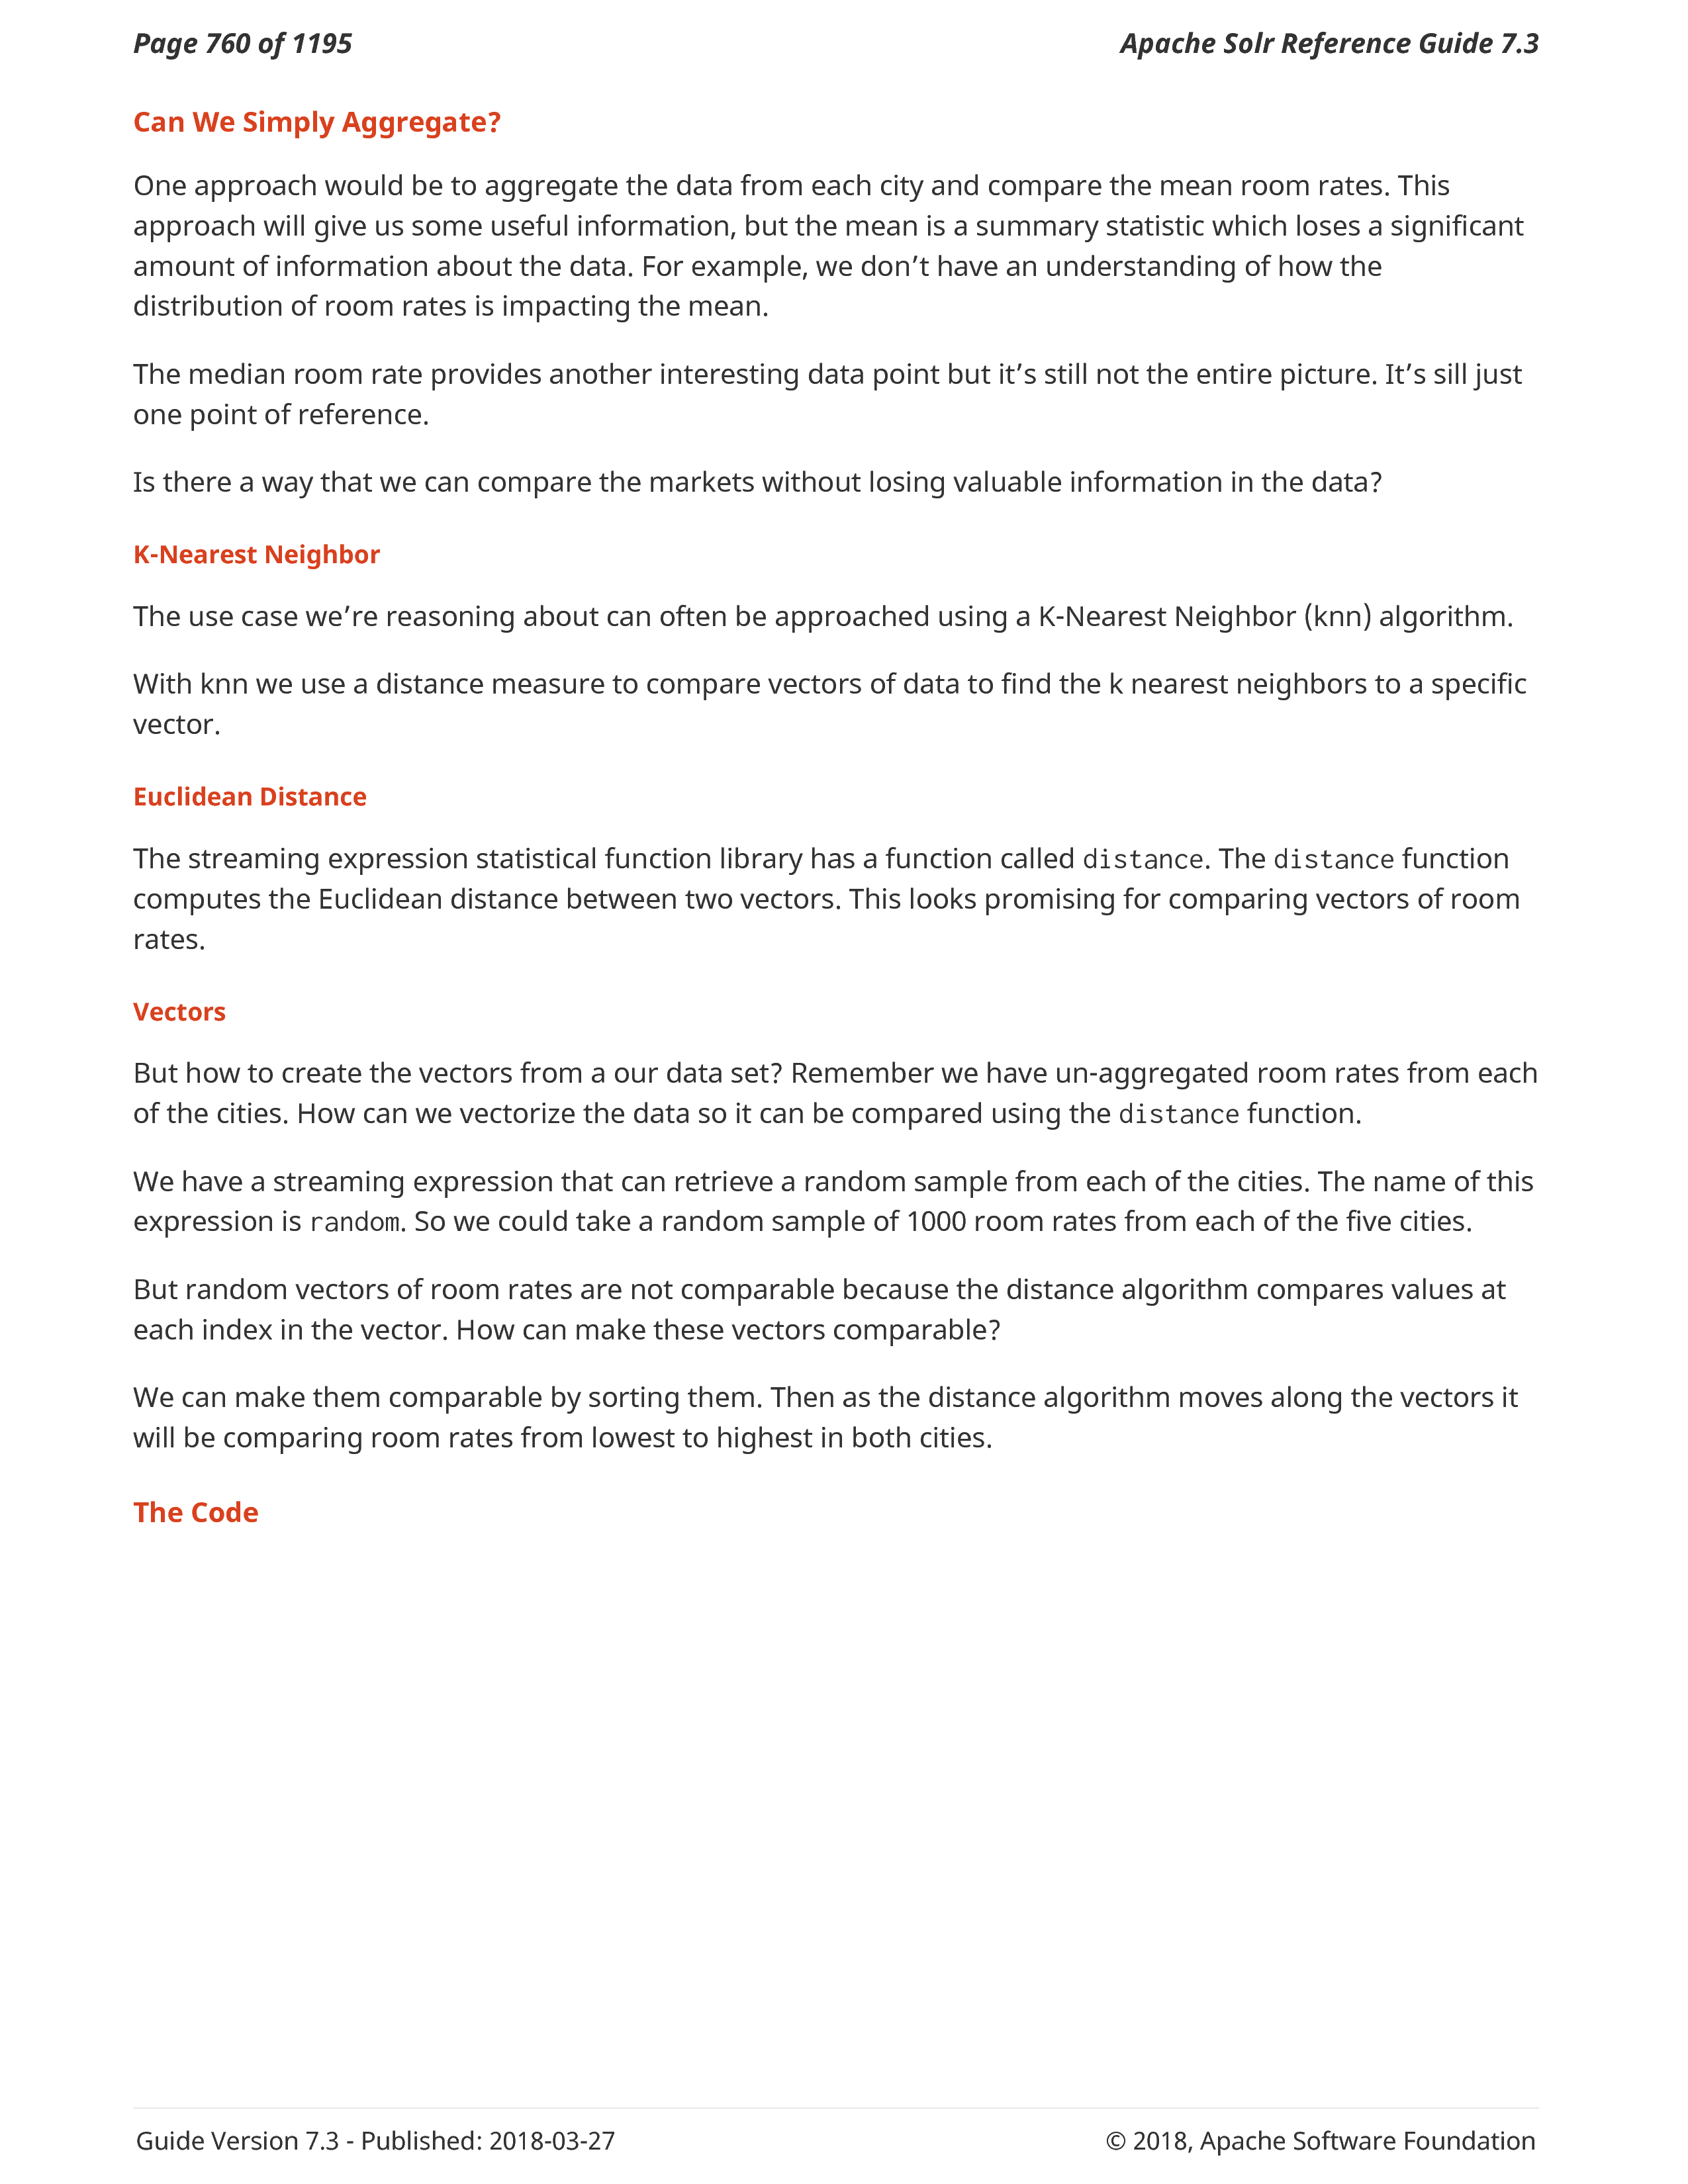 Page 760 of 1195
Apache Solr Reference Guide 7.3
Can We Simply Aggregate?
One approach would be to aggregate the data from each city and compare the mean room rates. This
approach will give us some useful information, but the mean is a summary statistic which loses a significant
amount of information about the data. For example, we don’t have an understanding of how the
distribution of room rates is impacting the mean.
The median room rate provides another interesting data point but it’s still not the entire picture. It’s sill just
one point of reference.
Is there a way that we can compare the markets without losing valuable information in the data?
K-Nearest Neighbor
The use case we’re reasoning about can often be approached using a K-Nearest Neighbor (knn) algorithm.
With knn we use a distance measure to compare vectors of data to find the k nearest neighbors to a specific
vector.
Euclidean Distance
The streaming expression statistical function library has a function called distance. The distance function
computes the Euclidean distance between two vectors. This looks promising for comparing vectors of room
rates.
Vectors
But how to create the vectors from a our data set? Remember we have un-aggregated room rates from each
of the cities. How can we vectorize the data so it can be compared using the distance function.
We have a streaming expression that can retrieve a random sample from each of the cities. The name of this
expression is random. So we could take a random sample of 1000 room rates from each of the five cities.
But random vectors of room rates are not comparable because the distance algorithm compares values at
each index in the vector. How can make these vectors comparable?
We can make them comparable by sorting them. Then as the distance algorithm moves along the vectors it
will be comparing room rates from lowest to highest in both cities.
The Code
Guide Version 7.3 - Published: 2018-03-27
© 2018, Apache Software Foundation